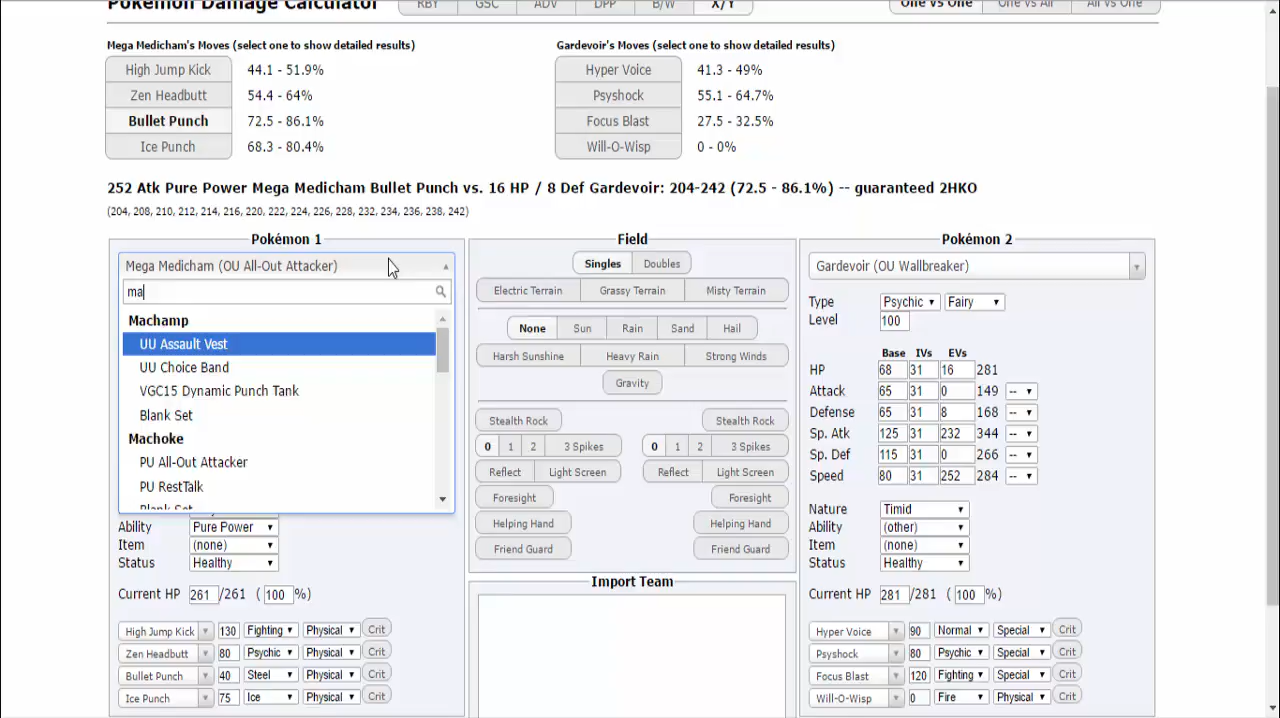 Pokémon Damage Calculator
RBY GSC ADV DPP B/W X/Y
One vs One One vs All All vs One
Mega Medicham's Moves (select one to show detailed results)
High Jump Kick 44.1 - 51.9%
Zen Headbutt 54.4 - 64%
Bullet Punch 72.5 - 86.1%
Ice Punch 68.3 - 80.4%
Gardevoir's Moves (select one to show detailed results)
Hyper Voice 41.3 - 49%
Psyshock 55.1 - 64.7%
Focus Blast 27.5 - 32.5%
Will-O-Wisp 0 - 0%
252 Atk Pure Power Mega Medicham Bullet Punch vs. 16 HP / 8 Def Gardevoir: 204-242 (72.5 - 86.1%) -- guaranteed 2HKO
(204, 208, 210, 212, 214, 216, 220, 222, 224, 226, 228, 232, 234, 236, 238, 242)
Pokémon 1
Mega Medicham (OU All-Out Attacker)
ma
Machamp
UU Assault Vest
UU Choice Band
VGC15 Dynamic Punch Tank
Blank Set
Machoke
PU All-Out Attacker
PU RestTalk
Blank Set
Ability Pure Power
Item (none)
Status Healthy
Current HP 261 /261 ( 100 %)
High Jump Kick 130 Fighting Physical Crit
Zen Headbutt 80 Psychic Physical Crit
Bullet Punch 40 Steel Physical Crit
Ice Punch 75 Ice Physical Crit
Field
Singles Doubles
Electric Terrain Grassy Terrain Misty Terrain
None Sun Rain Sand Hail
Harsh Sunshine Heavy Rain Strong Winds
Gravity
Stealth Rock Stealth Rock
0 1 2 3 Spikes 0 1 2 3 Spikes
Reflect Light Screen Reflect Light Screen
Foresight Foresight
Helping Hand Helping Hand
Friend Guard Friend Guard
Import Team
Pokémon 2
Gardevoir (OU Wallbreaker)
Type Psychic Fairy
Level 100
Base IVs EVs
HP 68 31 16 281
Attack 65 31 0 149 --
Defense 65 31 8 168 --
Sp. Atk 125 31 232 344 --
Sp. Def 115 31 0 266 --
Speed 80 31 252 284 --
Nature Timid
Ability (other)
Item (none)
Status Healthy
Current HP 281 /281 ( 100 %)
Hyper Voice 90 Normal Special Crit
Psyshock 80 Psychic Special Crit
Focus Blast 120 Fighting Special Crit
Will-O-Wisp 0 Fire Physical Crit